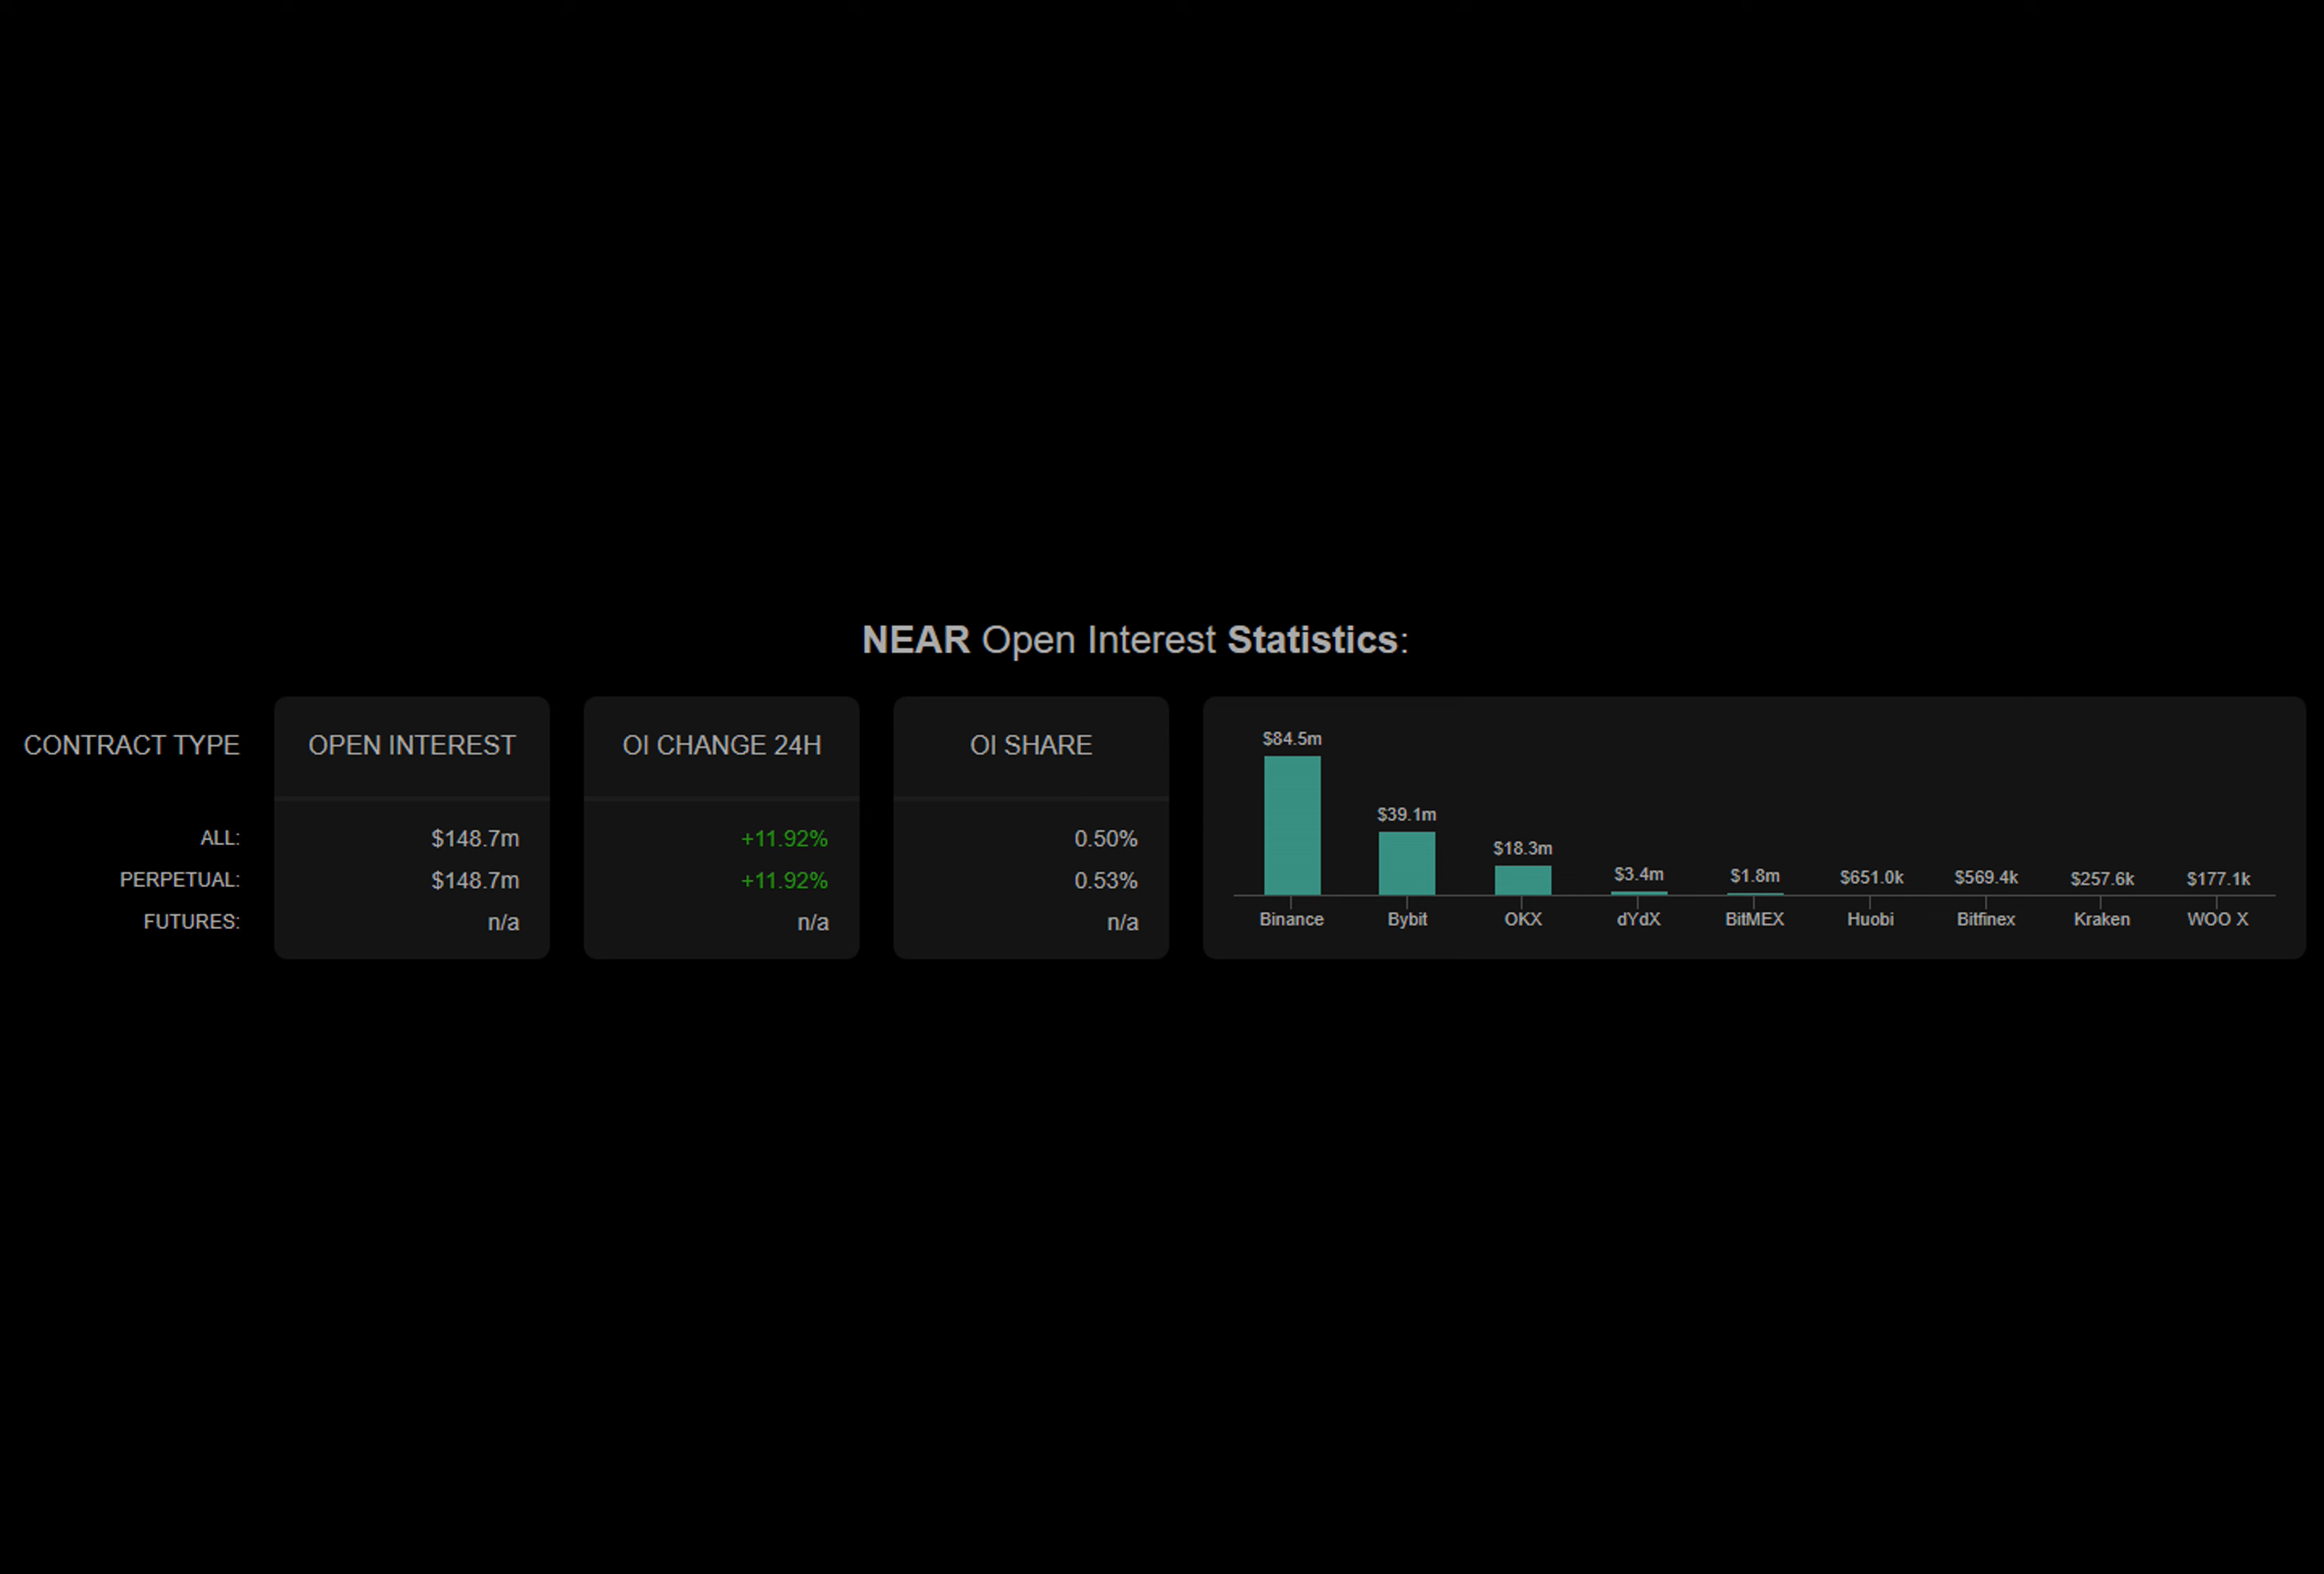 NEAR Open Interest Statistics:
CONTRACT TYPE OPEN INTEREST OI CHANGE 24H OI SHARE
ALL: $148.7m +11.92% 0.50%
PERPETUAL: $148.7m +11.92% 0.53%
FUTURES: n/a n/a n/a
$84.5m $39.1m $18.3m $3.4m $1.8m $651.0k $569.4k $257.6k $177.1k
Binance Bybit OKX dYdX BitMEX Huobi Bitfinex Kraken WOO X